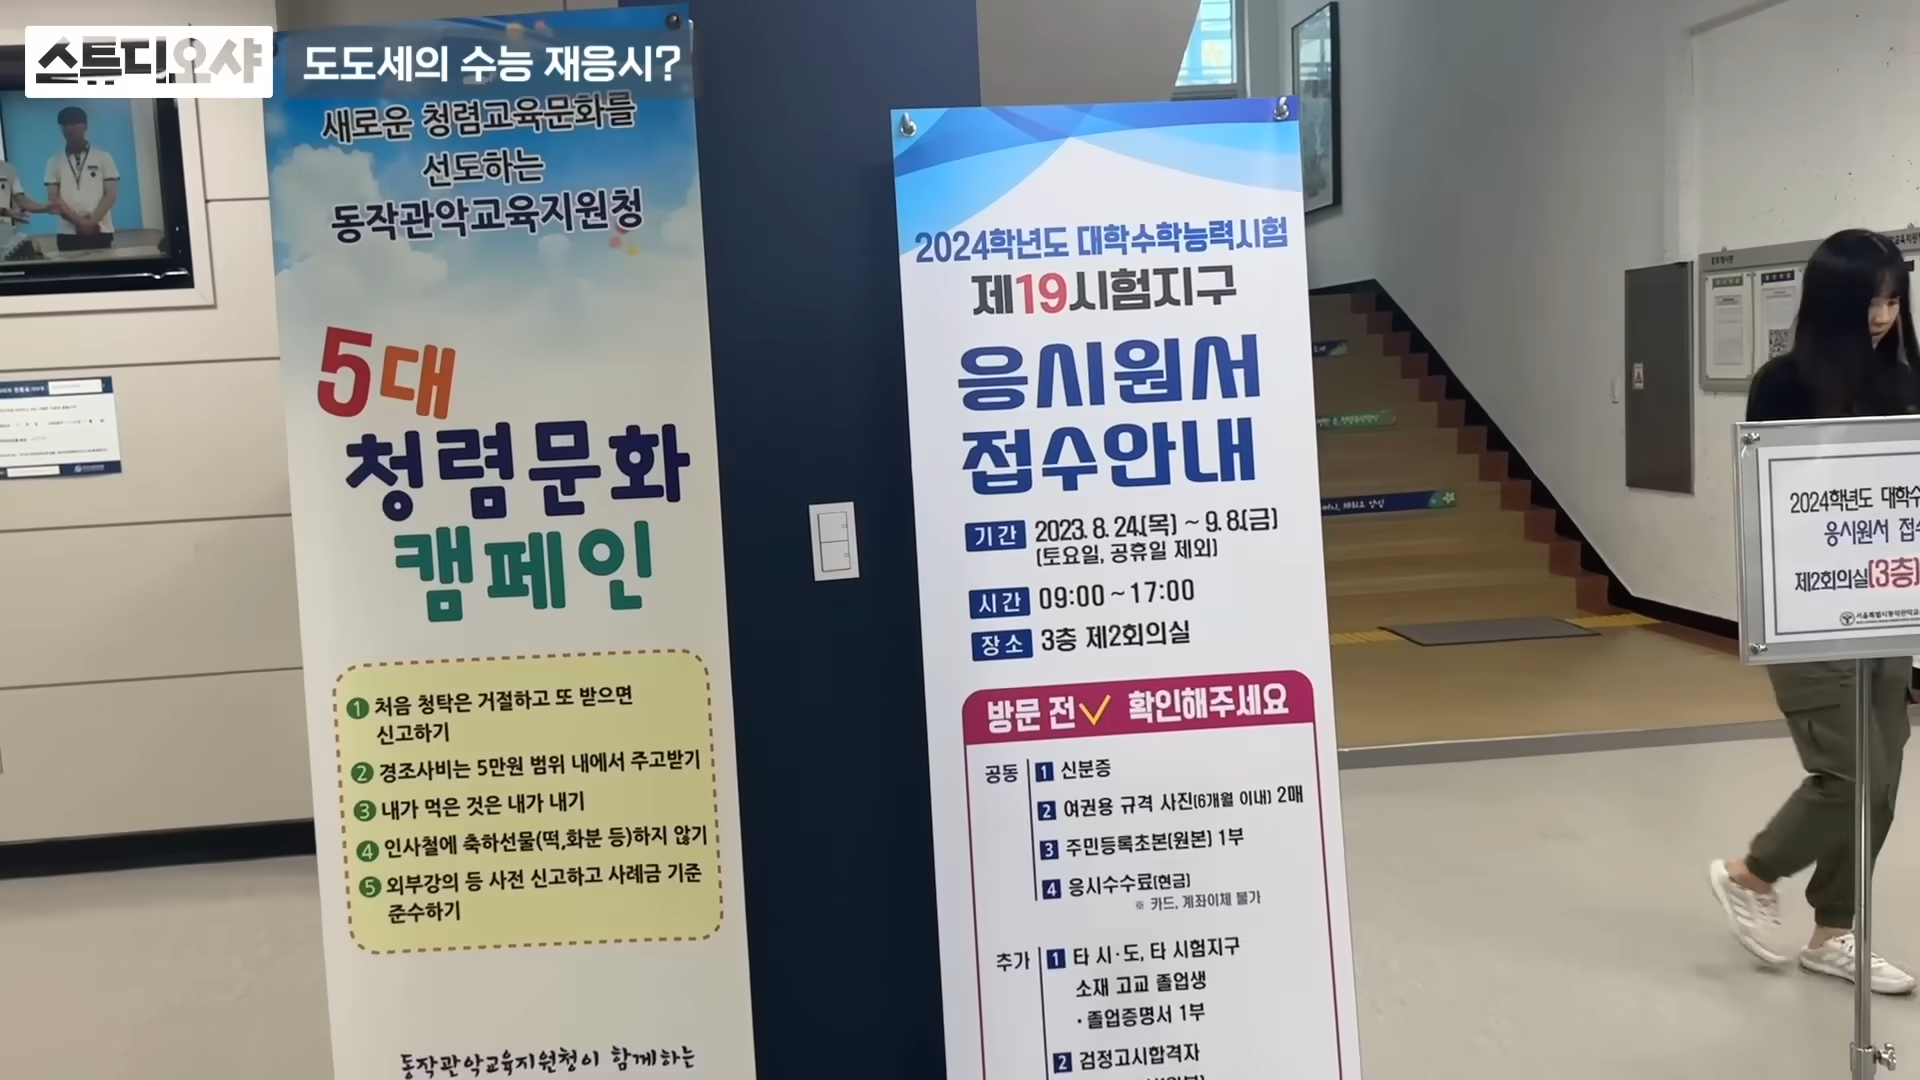 스튜디오샤
도도세의 수능 재응시?
새로운 청렴교육문화를
선도하는
동작관악교육지원청
5대
청렴문화
캠페인
1 처음 청탁은 거절하고 또 받으면
신고하기
2 경조사비는 5만원 범위 내에서 주고받기
3 내가 먹은 것은 내가 내기
4 인사철에 축하선물(떡,화분 등)하지 않기
5 외부강의 등 사전 신고하고 사례금 기준
준수하기
동작관악교육지원청이 함께하는
2024학년도 대학수학능력시험
제19시험지구
응시원서
접수안내
기간 2023. 8. 24.(목) ~ 9. 8.(금)
(토요일, 공휴일 제외)
시간 09:00 ~ 17:00
장소 3층 제2회의실
방문 전 확인해주세요
공통 1 신분증
2 여권용 규격 사진(6개월 이내) 2매
3 주민등록초본(원본) 1부
4 응시수수료(현금)
※ 카드, 계좌이체 불가
추가 1 타 시·도, 타 시험지구
소재 고교 졸업생
· 졸업증명서 1부
2 검정고시합격자
2024학년도 대학수
응시원서 접수
제2회의실(3층)